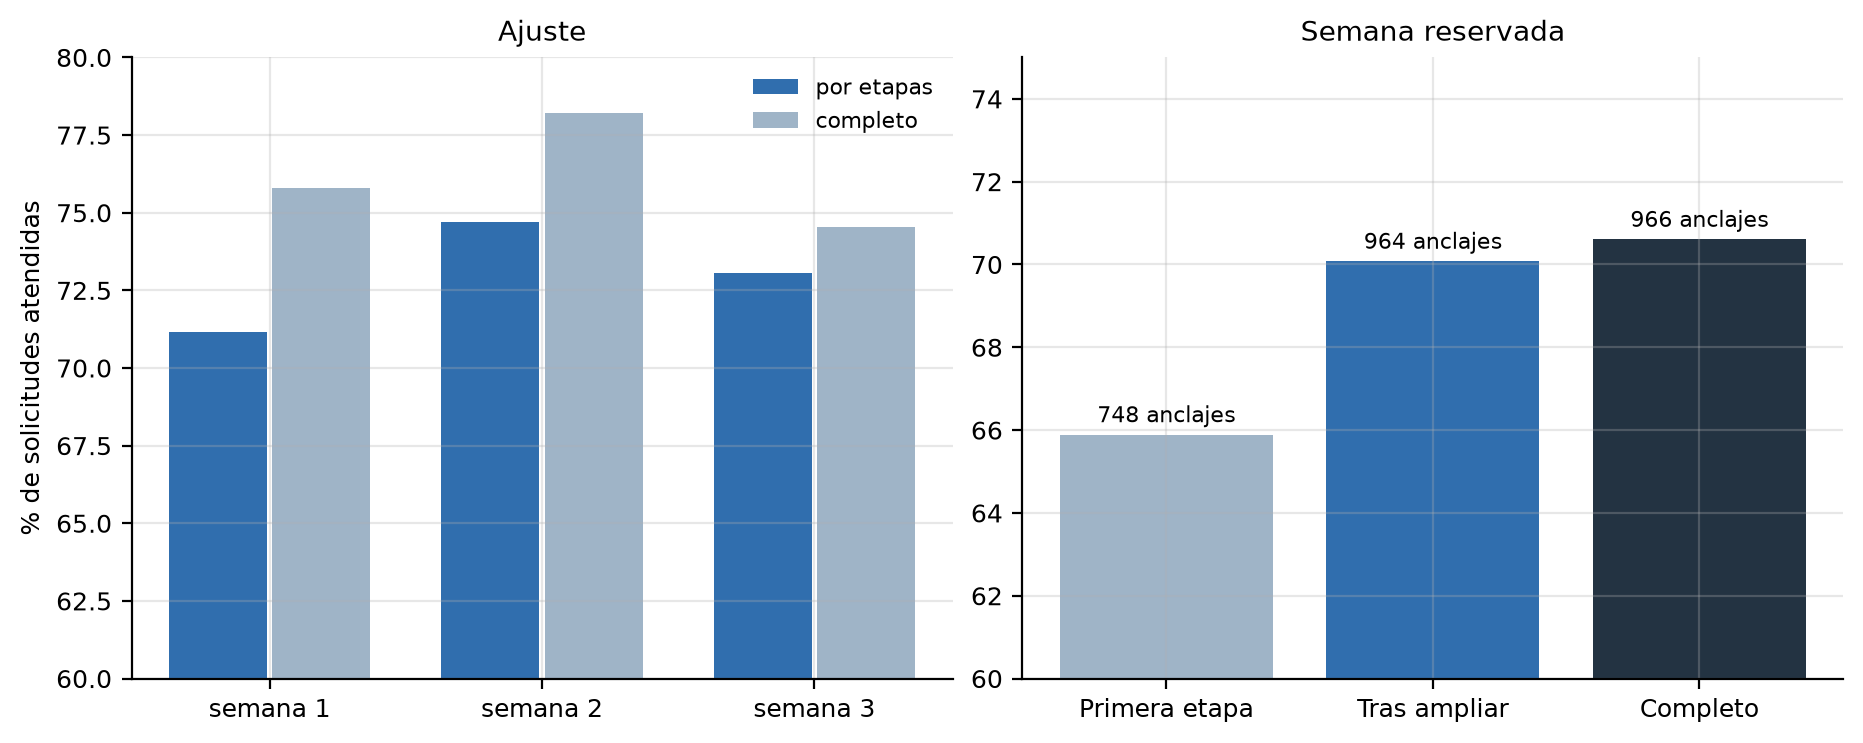 Ajuste
% de solicitudes atendidas
80.0
77.5
75.0
72.5
70.0
67.5
65.0
62.5
60.0
por etapas
completo
semana 1
semana 2
semana 3
Semana reservada
74
72
70
68
66
64
62
60
748 anclajes
964 anclajes
966 anclajes
Primera etapa
Tras ampliar
Completo